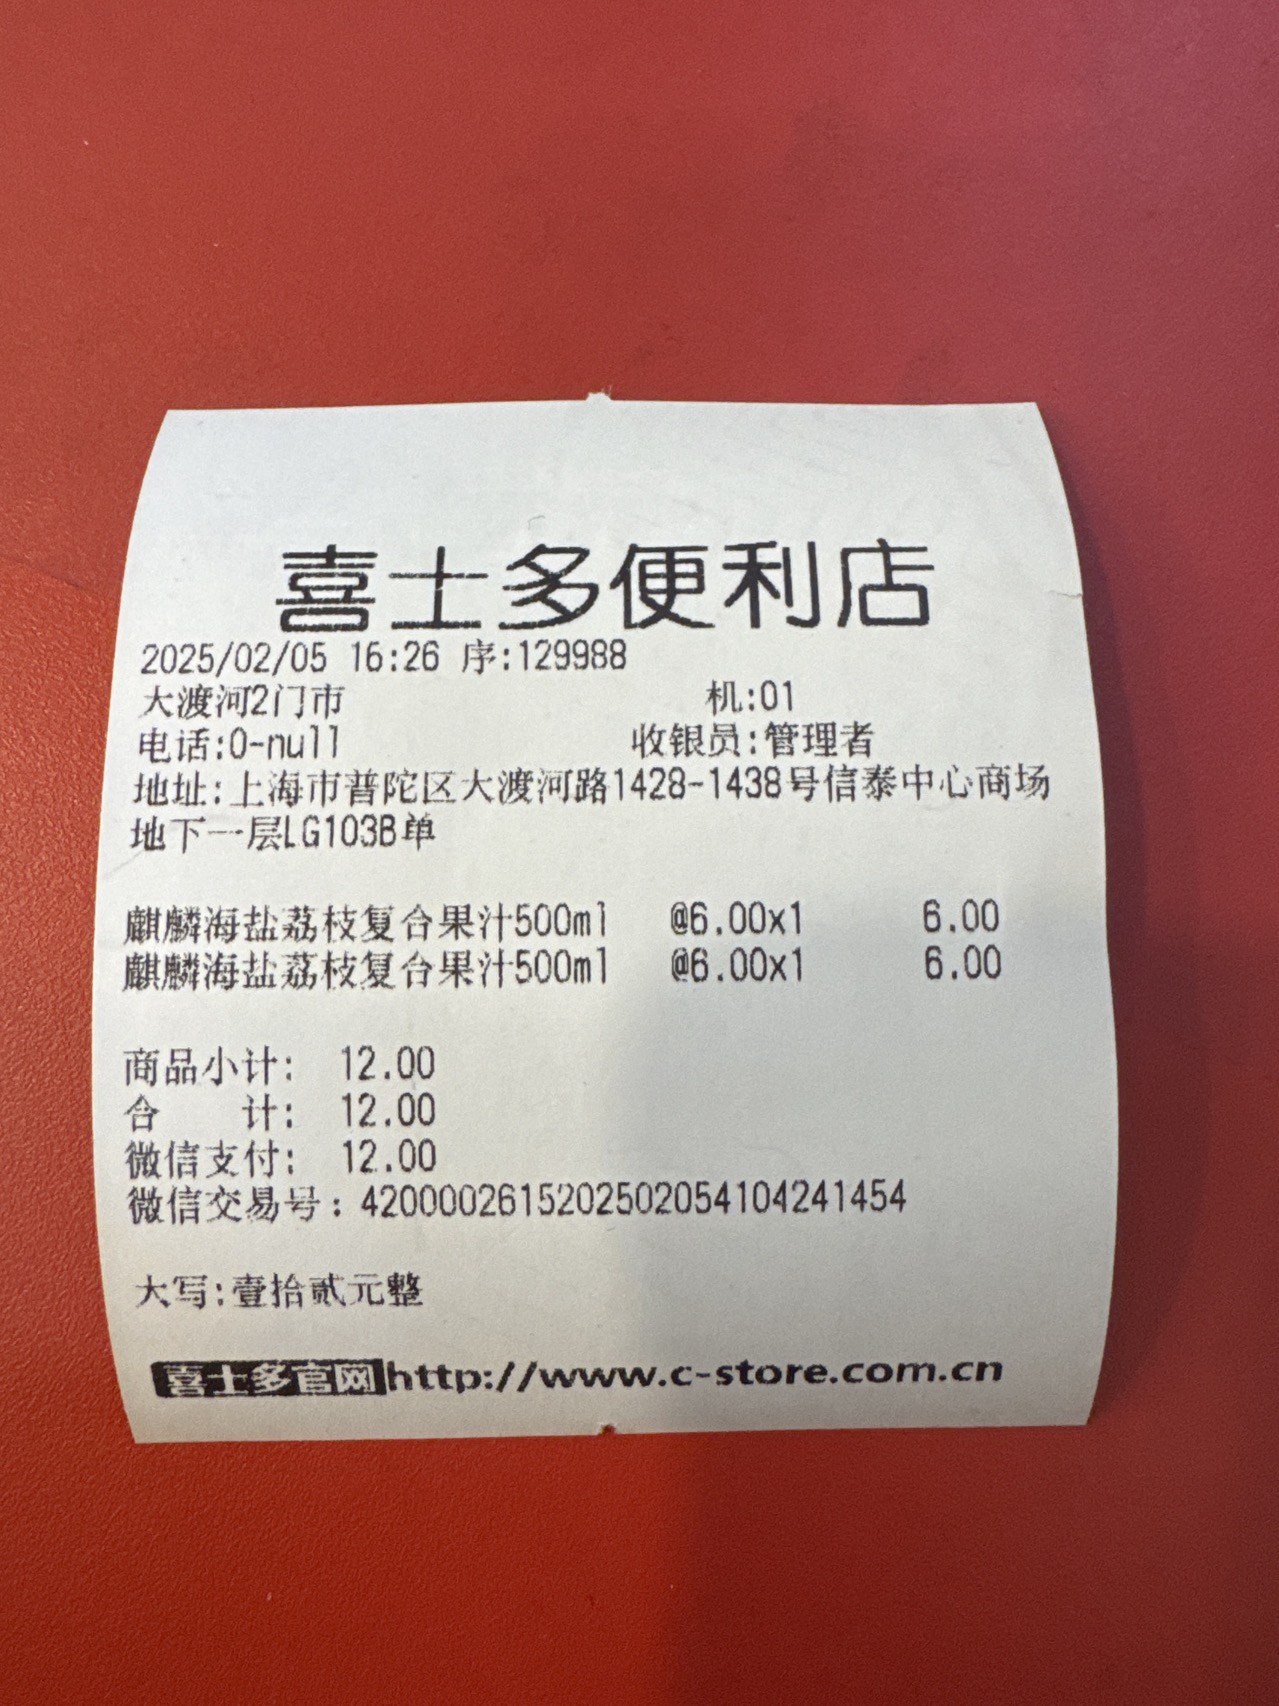 喜士多便利店
2025/02/05 16:26 序:129988
大渡河2门市 机:01
电话:0-null 收银员:管理者
地址:上海市普陀区大渡河路1428-1438号信泰中心商场
地下一层LG103B单
麒麟海盐荔枝复合果汁500ml @6.00x1 6.00
麒麟海盐荔枝复合果汁500ml @6.00x1 6.00
商品小计: 12.00
合 计: 12.00
微信支付: 12.00
微信交易号:4200002615202502054104241454
大写:壹拾贰元整
喜士多官网http://www.c-store.com.cn